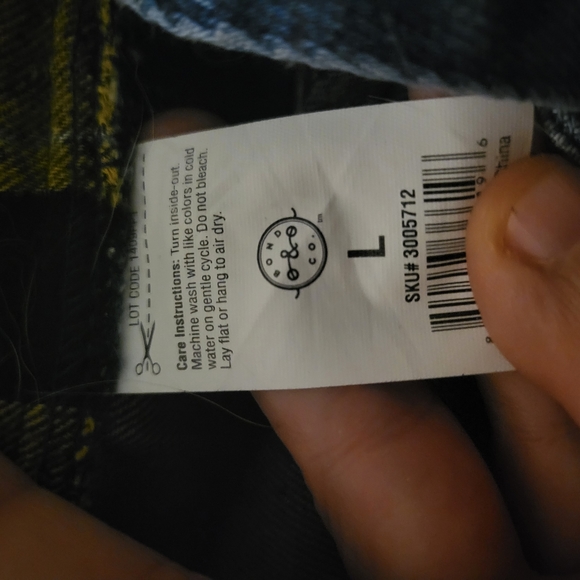 LOT CODE
Care Instructions: Turn inside-out.
Machine wash with like colors in cold
water on gentle cycle. Do not bleach.
Lay flat or hang to air dry.
BOND
&
CO.
TM
L
SKU# 3005712